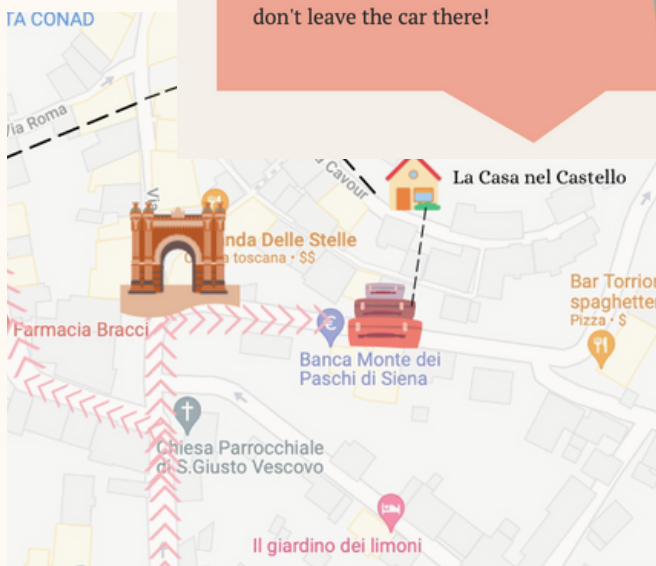 don't leave the car there!
TA CONAD
Via Roma
Cavour
La Casa nel Castello
Via
nda Delle Stelle
a toscana • $$
Bar Torrion
spaghetter
Pizza • $
Farmacia Bracci
Banca Monte dei
Paschi di Siena
Chiesa Parrocchiale
di S.Giusto Vescovo
Il giardino dei limoni